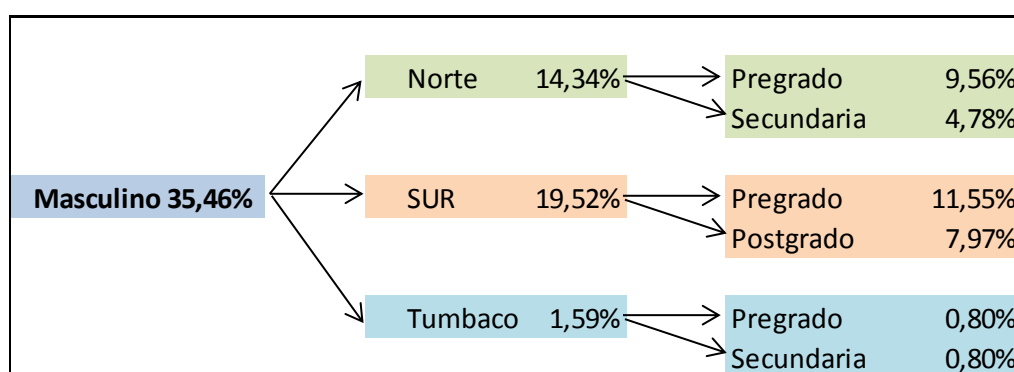 Norte 14,34% Pregrado 9,56%
Secundaria 4,78%
Masculino 35,46% SUR 19,52% Pregrado 11,55%
Postgrado 7,97%
Tumbaco 1,59% Pregrado 0,80%
Secundaria 0,80%